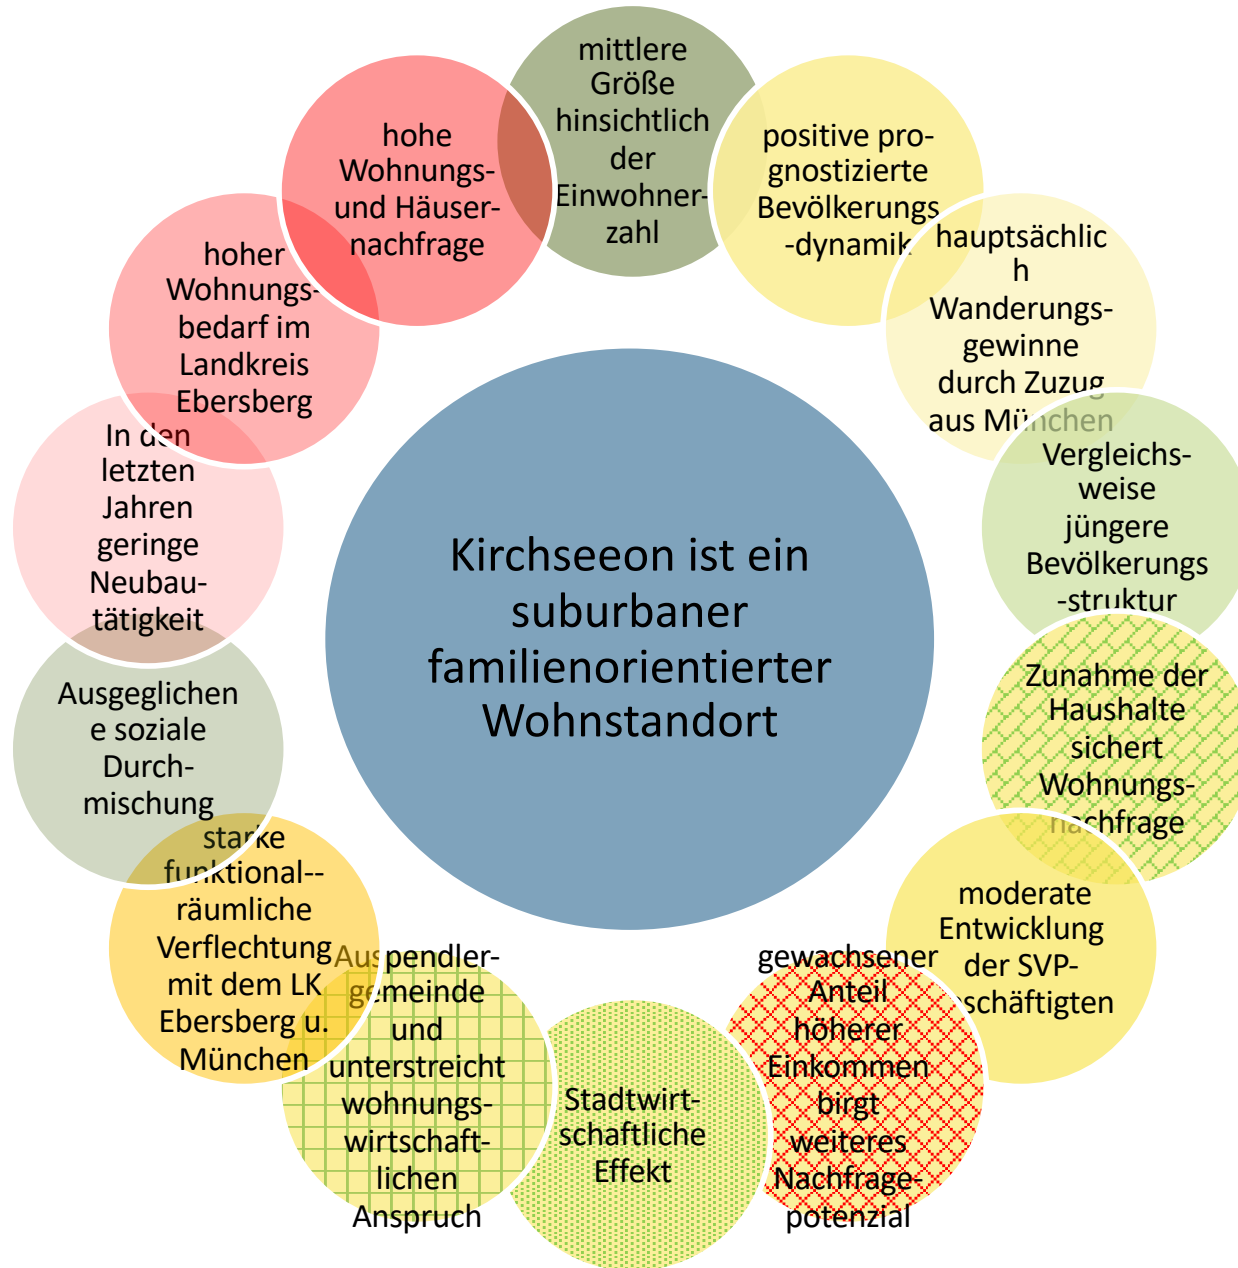 mittlere
Größe
hinsichtlich
der
Einwohner-
zahl
positive pro-
gnostizierte
Bevölkerungs
-dynamik
hauptsächlic
h
Wanderungs-
gewinne
durch Zuzug
aus München
Vergleichs-
weise
jüngere
Bevölkerungs
-struktur
Zunahme der
Haushalte
sichert
Wohnungs-
nachfrage
moderate
Entwicklung
der SVP-
Beschäftigten
gewachsener
Anteil
höherer
Einkommen
birgt
weiteres
Nachfrage-
potenzial
Stadtwirt-
schaftliche
Effekt
Auspendler-
gemeinde
und
unterstreicht
wohnungs-
wirtschaft-
lichen
Anspruch
starke
funktional--
räumliche
Verflechtung
mit dem LK
Ebersberg u.
München
Ausgeglichen
e soziale
Durch-
mischung
In den
letzten
Jahren
geringe
Neubau-
tätigkeit
hoher
Wohnungs-
bedarf im
Landkreis
Ebersberg
hohe
Wohnungs-
und Häuser-
nachfrage
Kirchseeon ist ein
suburbaner
familienorientierter
Wohnstandort